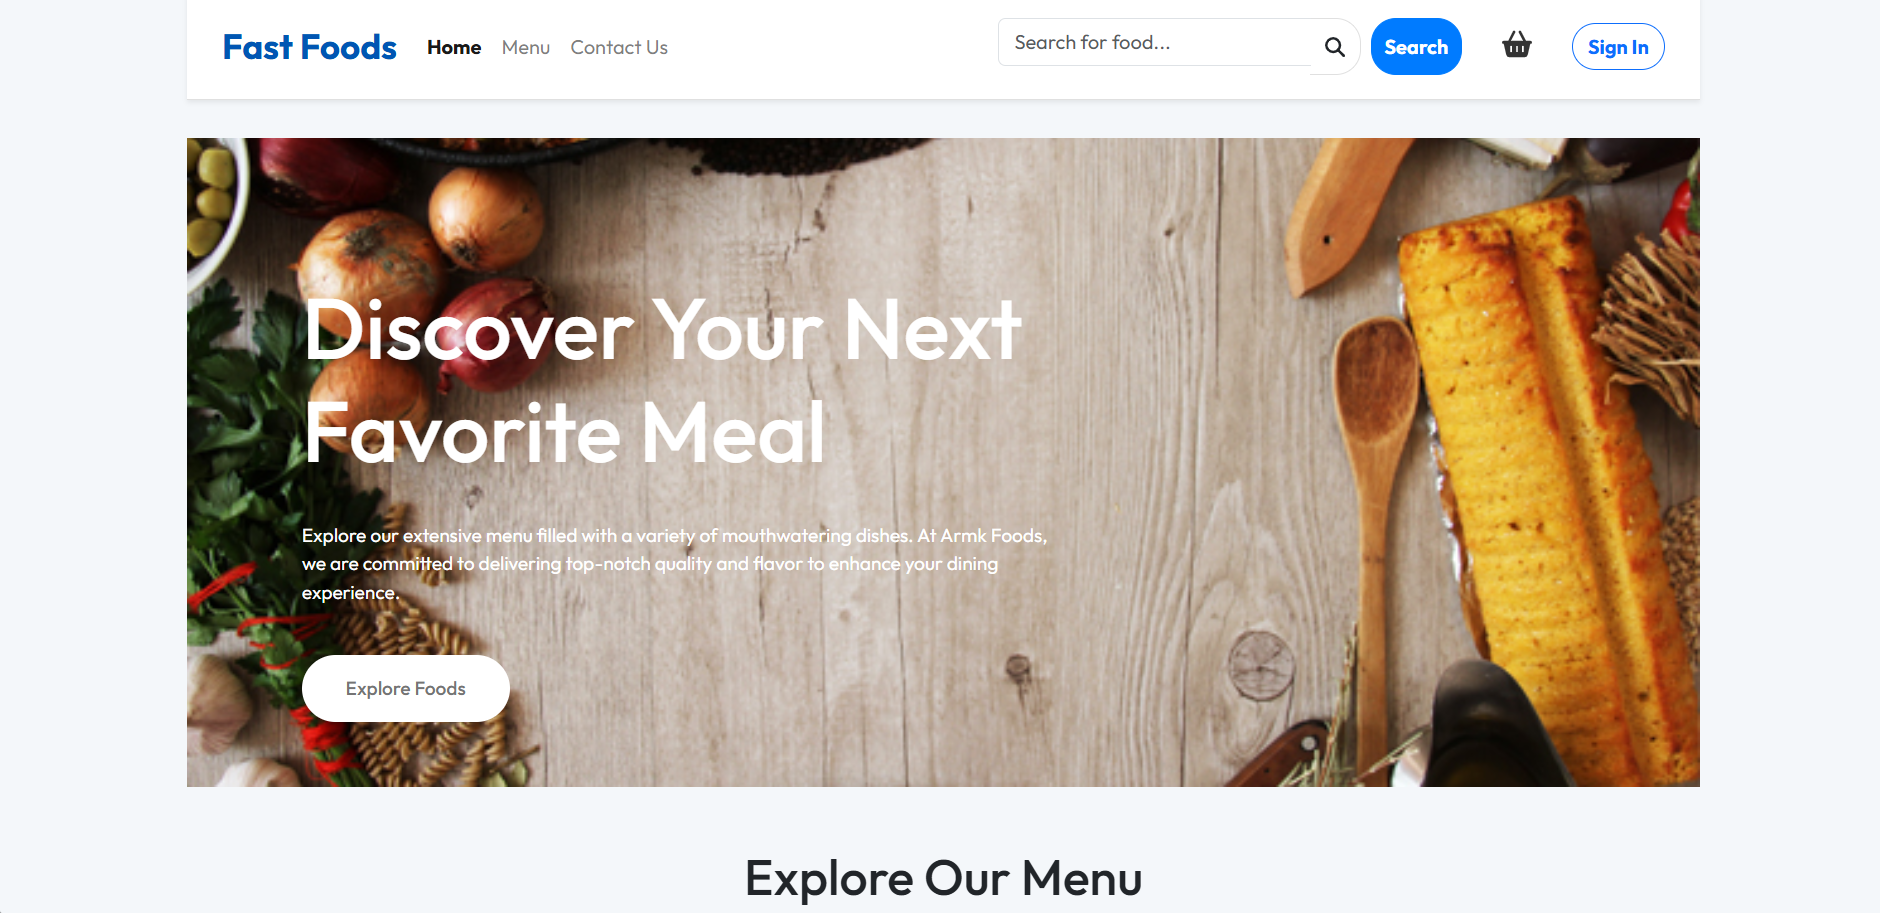 Fast Foods Home Menu Contact Us Search for food... Search Sign In
Discover Your Next
Favorite Meal
Explore our extensive menu filled with a variety of mouthwatering dishes. At Armk Foods,
we are committed to delivering top-notch quality and flavor to enhance your dining
experience.
Explore Foods
Explore Our Menu